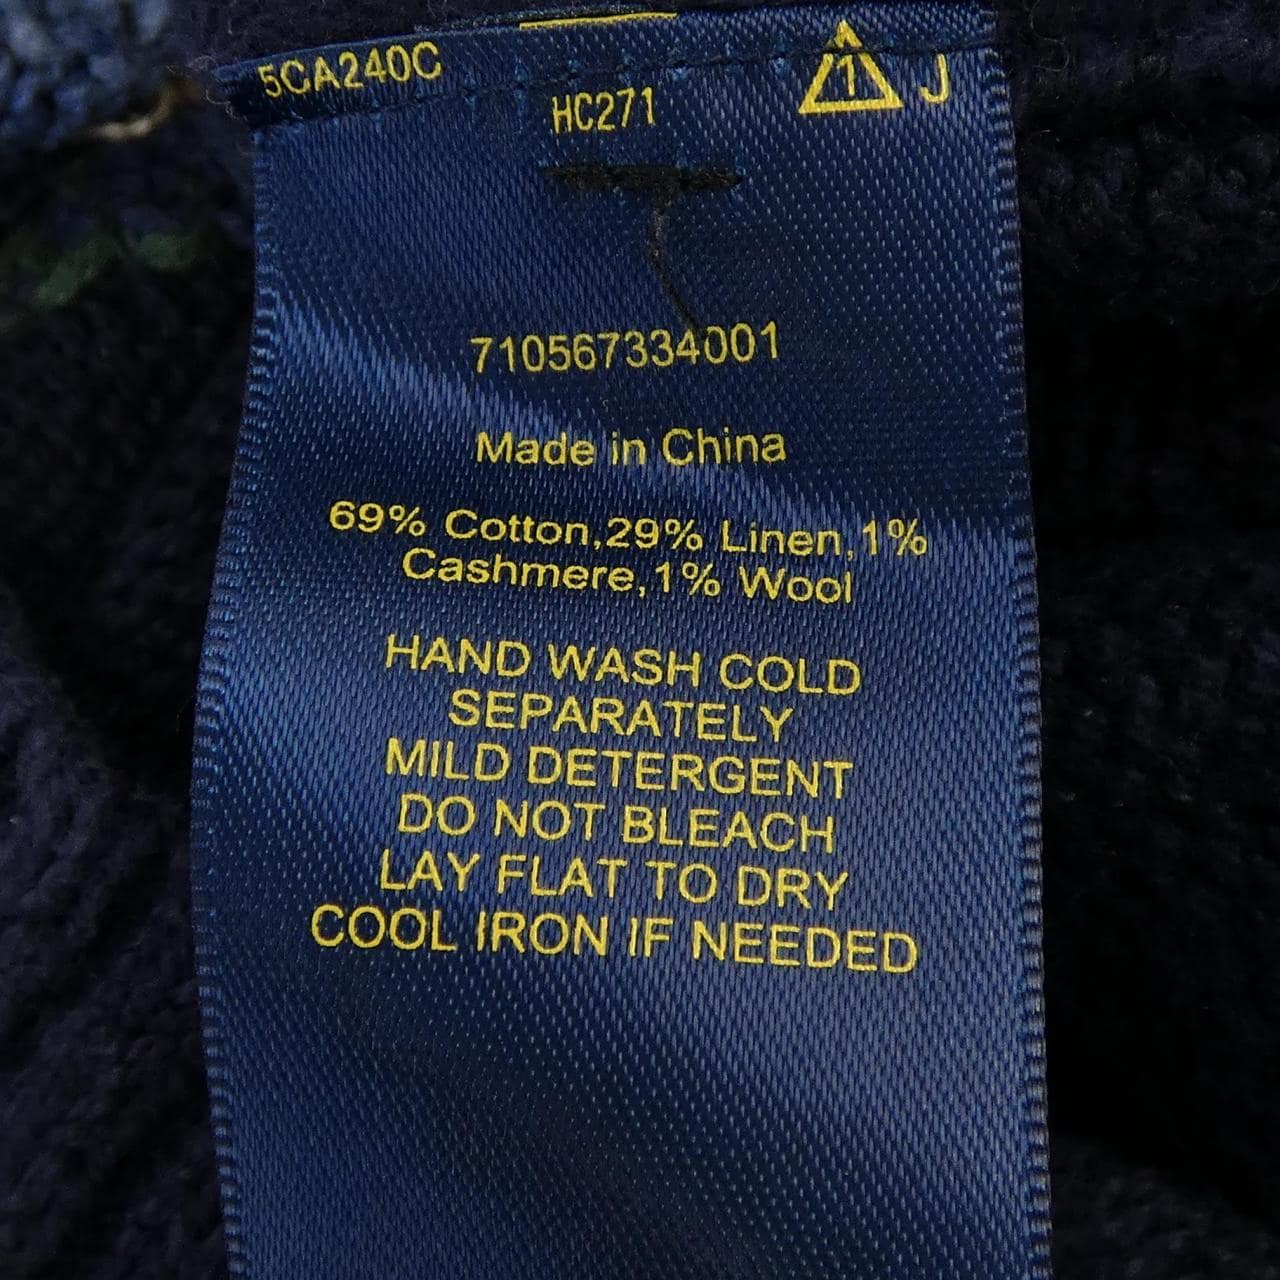 5CA240C
HC271
1 J
710567334001
Made in China
69% Cotton,29% Linen,1%
Cashmere,1% Wool
HAND WASH COLD
SEPARATELY
MILD DETERGENT
DO NOT BLEACH
LAY FLAT TO DRY
COOL IRON IF NEEDED